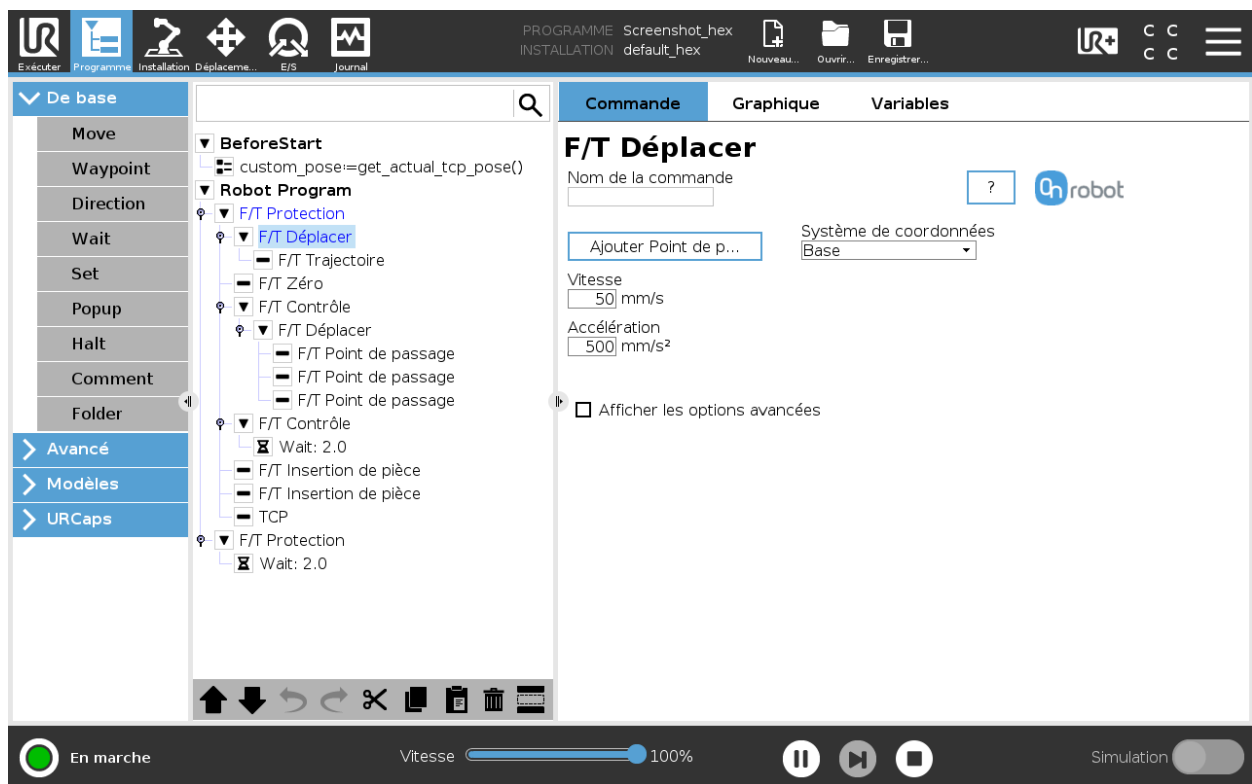 PROGRAMME Screenshot_hex
INSTALLATION default_hex
Exécuter Programme Installation Déplaceme... E/S Journal
Nouveau... Ouvrir... Enregistrer...
UR+
C C
C C
De base
Move
Waypoint
Direction
Wait
Set
Popup
Halt
Comment
Folder
Avancé
Modèles
URCaps
BeforeStart
custom_pose:=get_actual_tcp_pose()
Robot Program
F/T Protection
F/T Déplacer
F/T Trajectoire
F/T Zéro
F/T Contrôle
F/T Déplacer
F/T Point de passage
F/T Point de passage
F/T Point de passage
F/T Contrôle
Wait: 2.0
F/T Insertion de pièce
F/T Insertion de pièce
TCP
F/T Protection
Wait: 2.0
Commande Graphique Variables
F/T Déplacer
Nom de la commande
?
On robot
Ajouter Point de p...
Système de coordonnées
Base
Vitesse
50 mm/s
Accélération
500 mm/s²
Afficher les options avancées
En marche
Vitesse 100%
Simulation